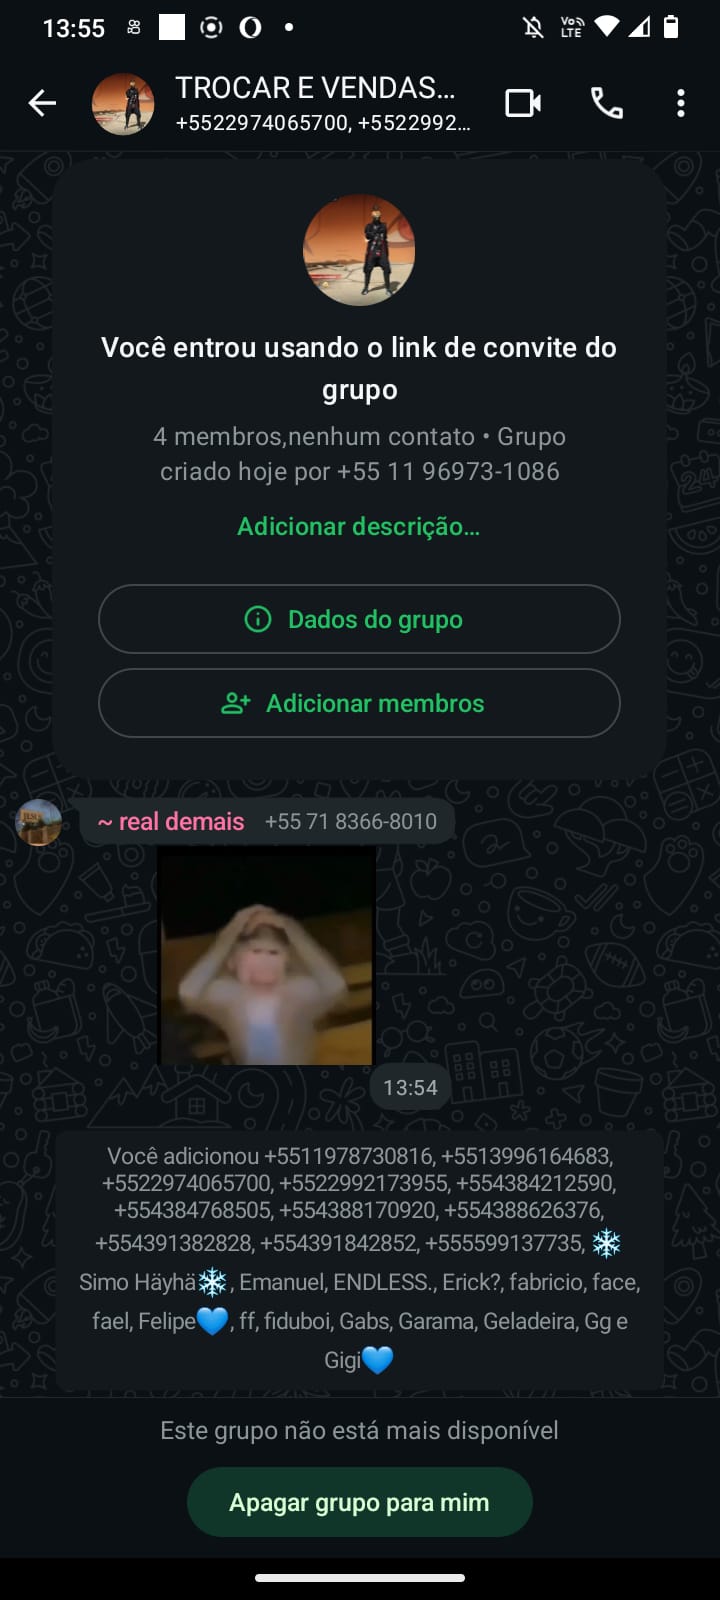 13:55
Vo
LTE
TROCAR E VENDAS...
+5522974065700, +5522992...
Você entrou usando o link de convite do
grupo
4 membros,nenhum contato • Grupo
criado hoje por +55 11 96973-1086
Adicionar descrição...
Dados do grupo
Adicionar membros
~ real demais +55 71 8366-8010
13:54
Você adicionou +5511978730816, +5513996164683,
+5522974065700, +5522992173955, +554384212590,
+554384768505, +554388170920, +554388626376,
+554391382828, +554391842852, +555599137735, ❄️
Simo Häyhä❄️, Emanuel, ENDLESS., Erick?, fabricio, face,
fael, Felipe💙, ff, fiduboi, Gabs, Garama, Geladeira, Gg e
Gigi💙
Este grupo não está mais disponível
Apagar grupo para mim